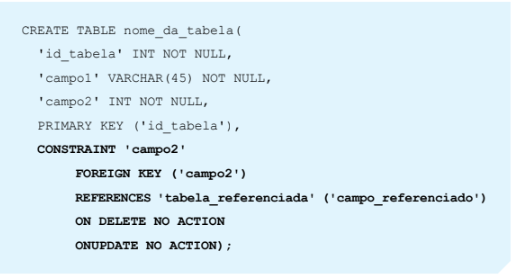 CREATE TABLE nome_da_tabela(
'id_tabela' INT NOT NULL,
'campo1' VARCHAR(45) NOT NULL,
'campo2' INT NOT NULL,
PRIMARY KEY ('id_tabela'),
CONSTRAINT 'campo2'
FOREIGN KEY ('campo2')
REFERENCES 'tabela_referenciada' ('campo_referenciado')
ON DELETE NO ACTION
ONUPDATE NO ACTION);